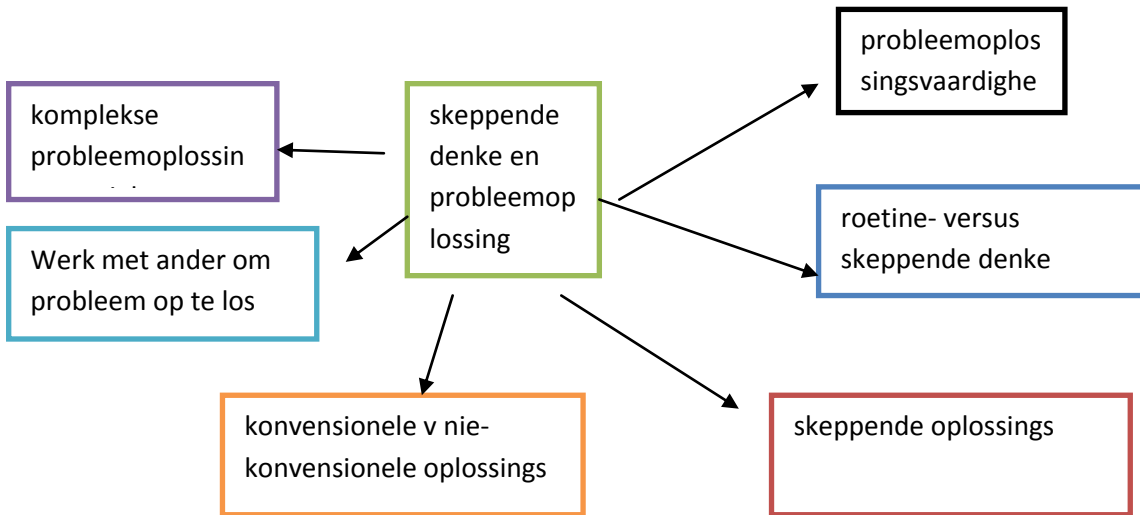 probleemoplos
singsvaardighe
komplekse
probleemoplossin
skeppende
denke en
probleemop
lossing
roetine- versus
skeppende denke
Werk met ander om
probleem op te los
konvensionele v nie-
konvensionele oplossings
skeppende oplossings